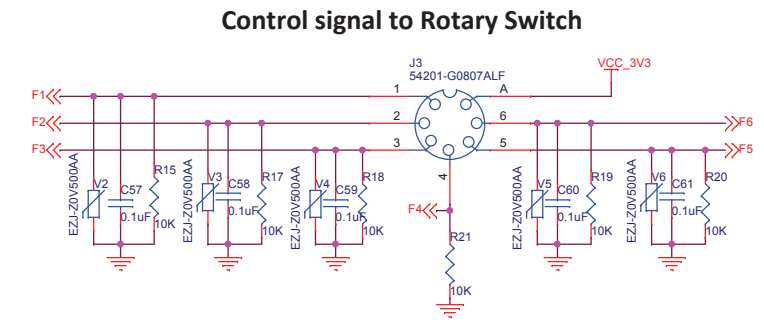 Control signal to Rotary Switch
J3
54201-G0807ALF
VCC_3V3
F1
1
A
F2
2
6
F6
F3
3
5
F5
4
F4
V2
EZJ-Z0V500AA
C57
0.1uF
R15
10K
V3
EZJ-Z0V500AA
C58
0.1uF
R17
10K
V4
EZJ-Z0V500AA
C59
0.1uF
R18
10K
R21
10K
V5
EZJ-Z0V500AA
C60
0.1uF
R19
10K
V6
EZJ-Z0V500AA
C61
0.1uF
R20
10K